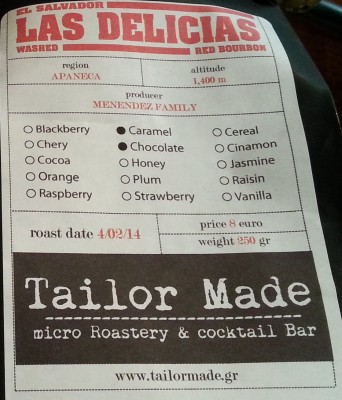 EL SALVADOR
LAS DELICIAS
WASHED RED BOURBON
region altitude
APANECA 1,400 m
producer
MENENDEZ FAMILY
Blackberry Caramel Cereal
Chery Chocolate Cinamon
Cocoa Honey Jasmine
Orange Plum Raisin
Raspberry Strawberry Vanilla
roast date 4/02/14 price 8 euro
weight 250 gr
Tailor Made
micro Roastery & cocktail Bar
www.tailormade.gr